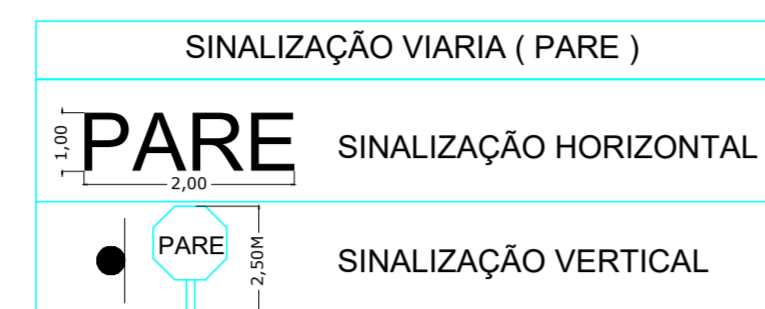 SINALIZAÇÃO VIARIA ( PARE )
1,00
PARE
2,00
SINALIZAÇÃO HORIZONTAL
PARE
2,50M
SINALIZAÇÃO VERTICAL